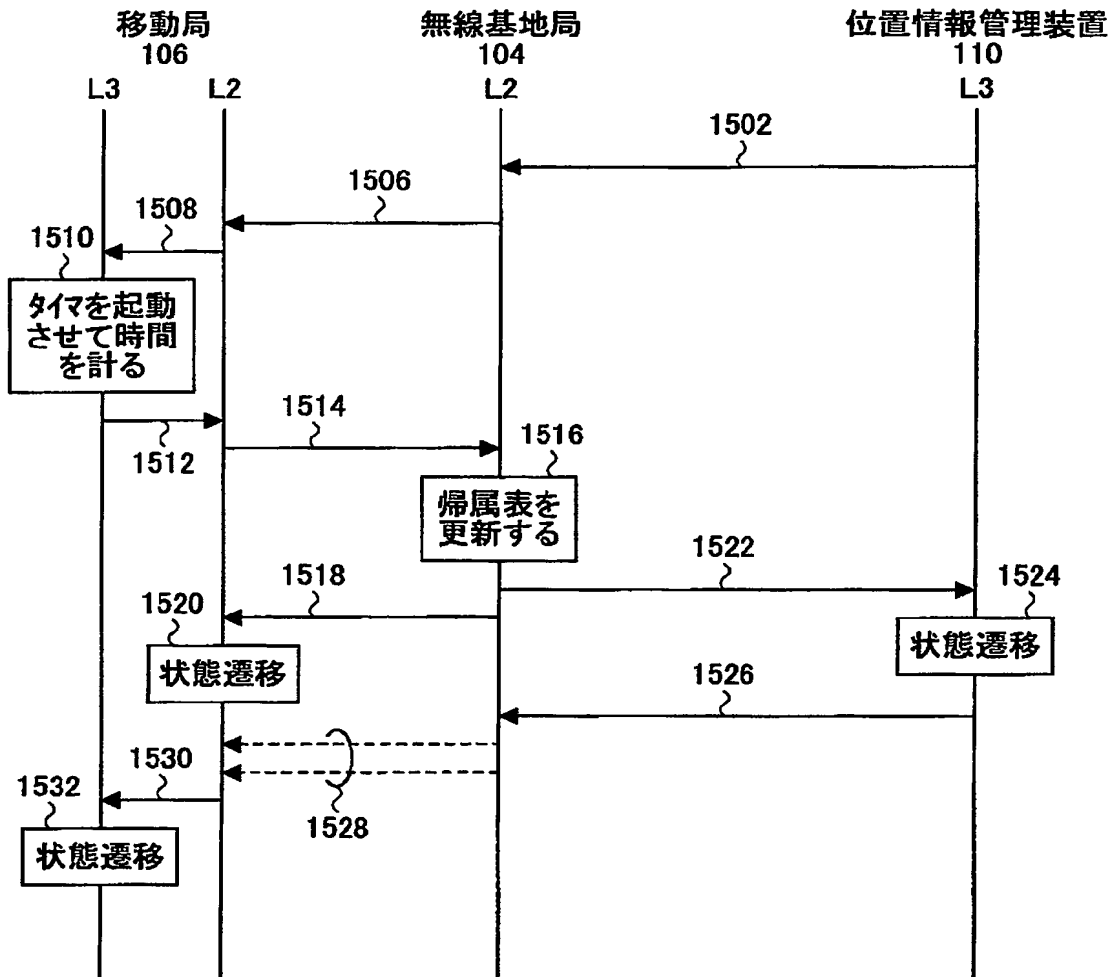 移動局
106
無線基地局
104
位置情報管理装置
110
L3
L2
L2
L3
1502
1506
1508
1510
タイマを起動
させて時間
を計る
1512
1514
1516
帰属表を
更新する
1518
1522
1520
状態遷移
1524
状態遷移
1526
1528
1530
1532
状態遷移